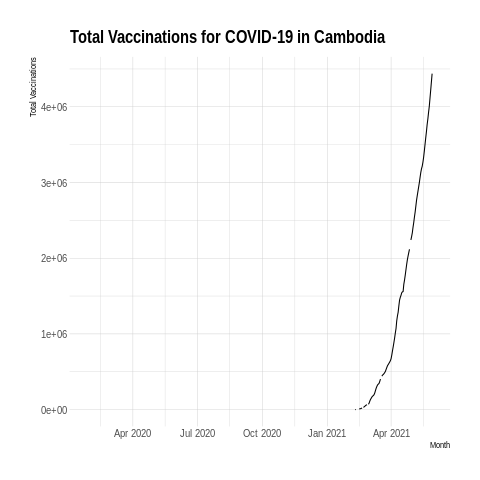 Total Vaccinations for COVID-19 in Cambodia
Total Vaccinations
4e+06
3e+06
2e+06
1e+06
0e+00
Apr 2020 Jul 2020 Oct 2020 Jan 2021 Apr 2021
Month